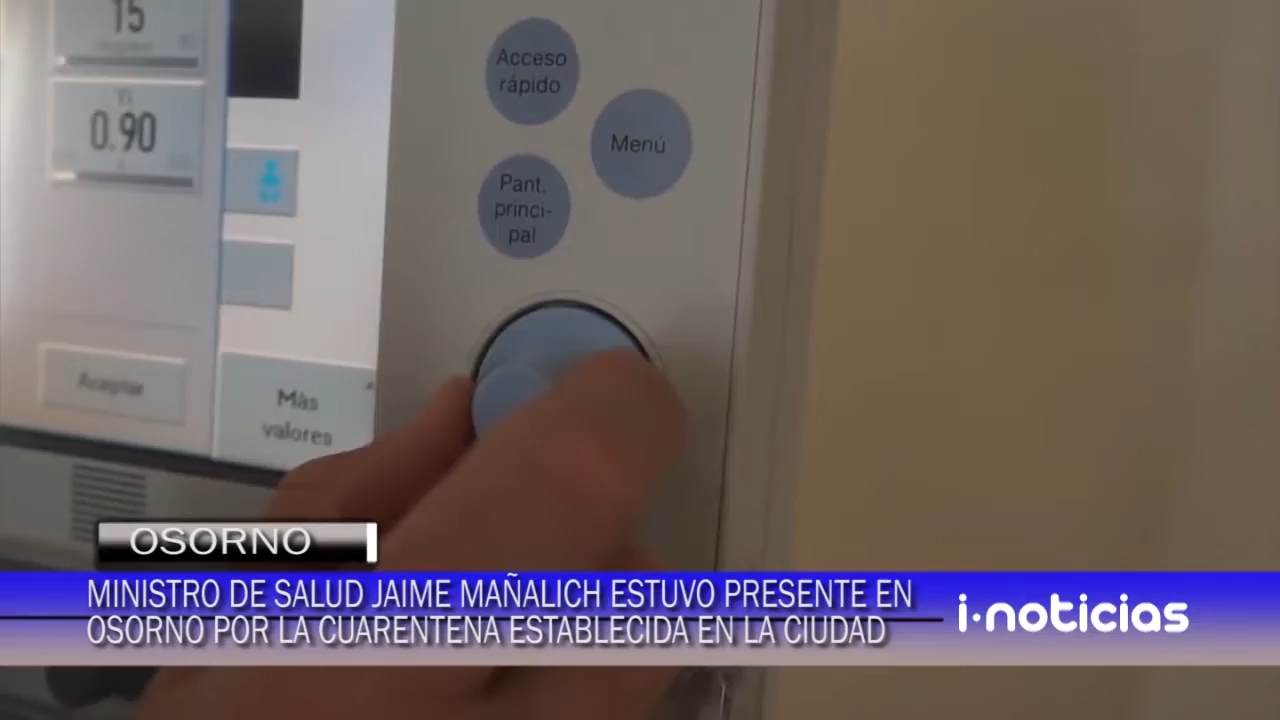 15
0.90
Acceso
rápido
Menú
Pant.
princi-
pal
Aceptar
Más
valores
OSORNO
MINISTRO DE SALUD JAIME MAÑALICH ESTUVO PRESENTE EN
OSORNO POR LA CUARENTENA ESTABLECIDA EN LA CIUDAD
i·noticias